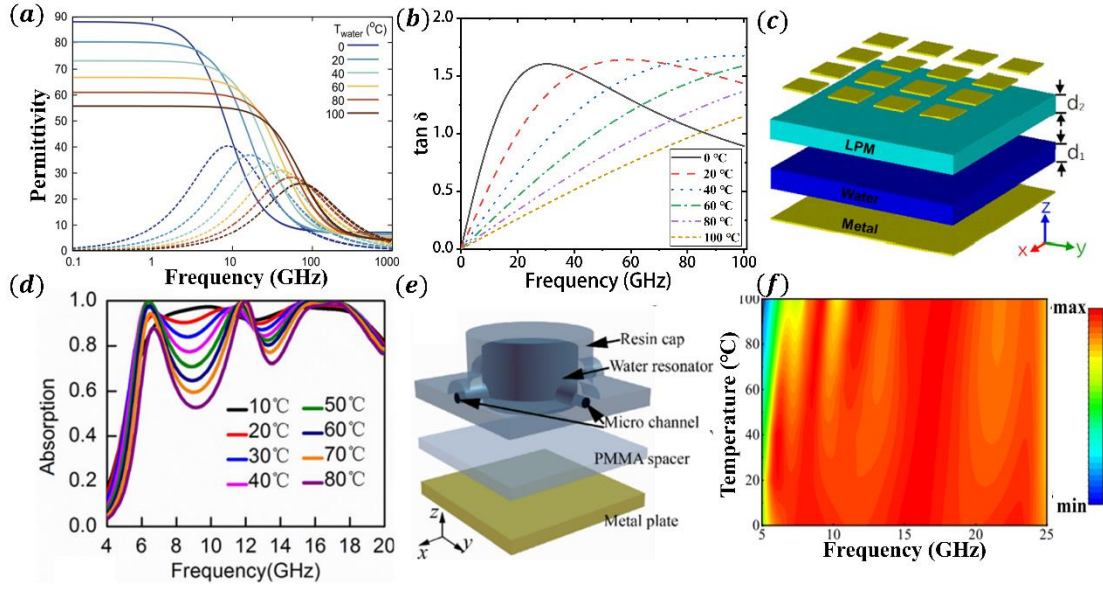 (a)
Permittivity
90
80
70
60
50
40
30
20
10
0
T_water (°C)
0
20
40
60
80
100
0.1
1
10
100
1000
Frequency (GHz)
(b)
tan δ
2.0
1.5
1.0
0.5
0.0
0 °C
20 °C
40 °C
60 °C
80 °C
100 °C
0
20
40
60
80
100
Frequency (GHz)
(c)
d2
d1
LPM
Water
Metal
z
x
y
(d)
Absorption
1.0
0.8
0.6
0.4
0.2
0.0
10℃
20℃
30℃
40℃
50℃
60℃
70℃
80℃
4
6
8
10
12
14
16
18
20
Frequency(GHz)
(e)
Resin cap
Water resonator
Micro channel
PMMA spacer
Metal plate
z
x
y
(f)
Temperature (°C)
100
80
60
40
20
0
5
10
15
20
25
Frequency (GHz)
max
min